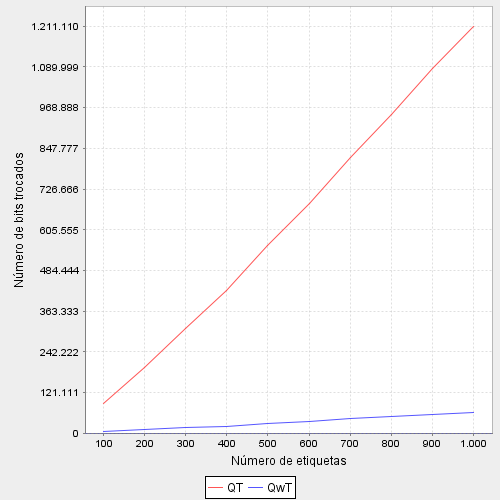 Número de bits trocados
1.211.110
1.089.999
968.888
847.777
726.666
605.555
484.444
363.333
242.222
121.111
0
100 200 300 400 500 600 700 800 900 1.000
Número de etiquetas
QT QwT